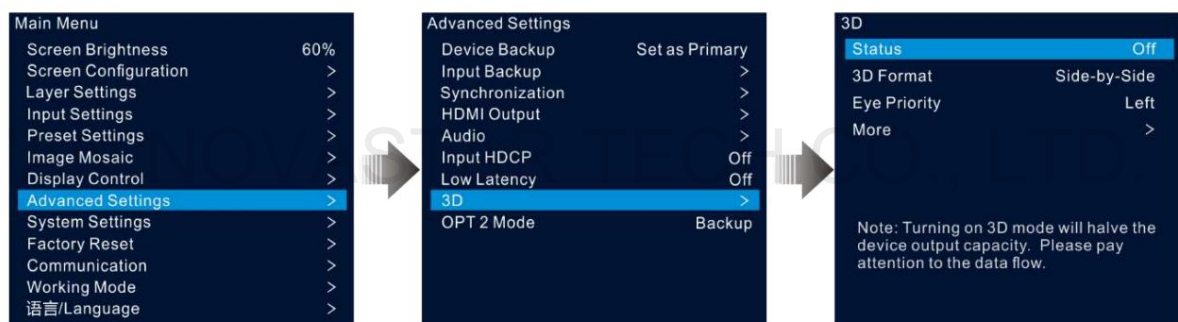 Main Menu
Screen Brightness 60%
Screen Configuration >
Layer Settings >
Input Settings >
Preset Settings >
Image Mosaic >
Display Control >
Advanced Settings >
System Settings >
Factory Reset >
Communication >
Working Mode >
语言/Language >
Advanced Settings
Device Backup Set as Primary
Input Backup >
Synchronization >
HDMI Output >
Audio >
Input HDCP Off
Low Latency Off
3D >
OPT 2 Mode Backup
3D
Status Off
3D Format Side-by-Side
Eye Priority Left
More >
Note: Turning on 3D mode will halve the
device output capacity. Please pay
attention to the data flow.
NOVASTAR TECH CO., LTD.